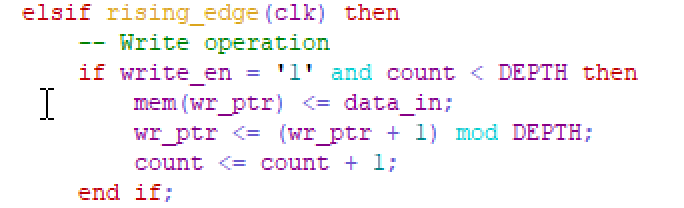 elsif rising_edge(clk) then
    -- Write operation
    if write_en = '1' and count < DEPTH then
        mem(wr_ptr) <= data_in;
        wr_ptr <= (wr_ptr + 1) mod DEPTH;
        count <= count + 1;
    end if;